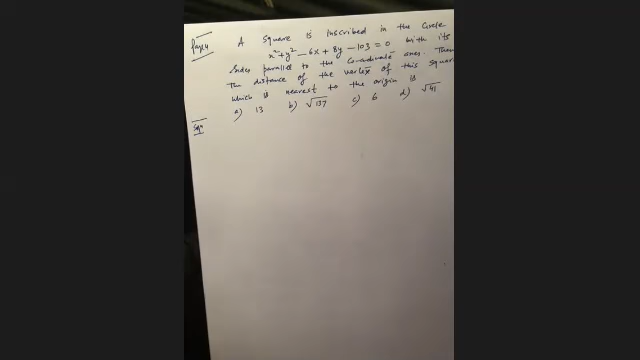 A square is inscribed in the circle
x²+y²-6x+8y-103=0 with its
sides parallel to the co-ordinate axes. Then
the distance of the vertex of this square
which is nearest to the origin is
a) 13 b) √137 c) 6 d) √41
Soln